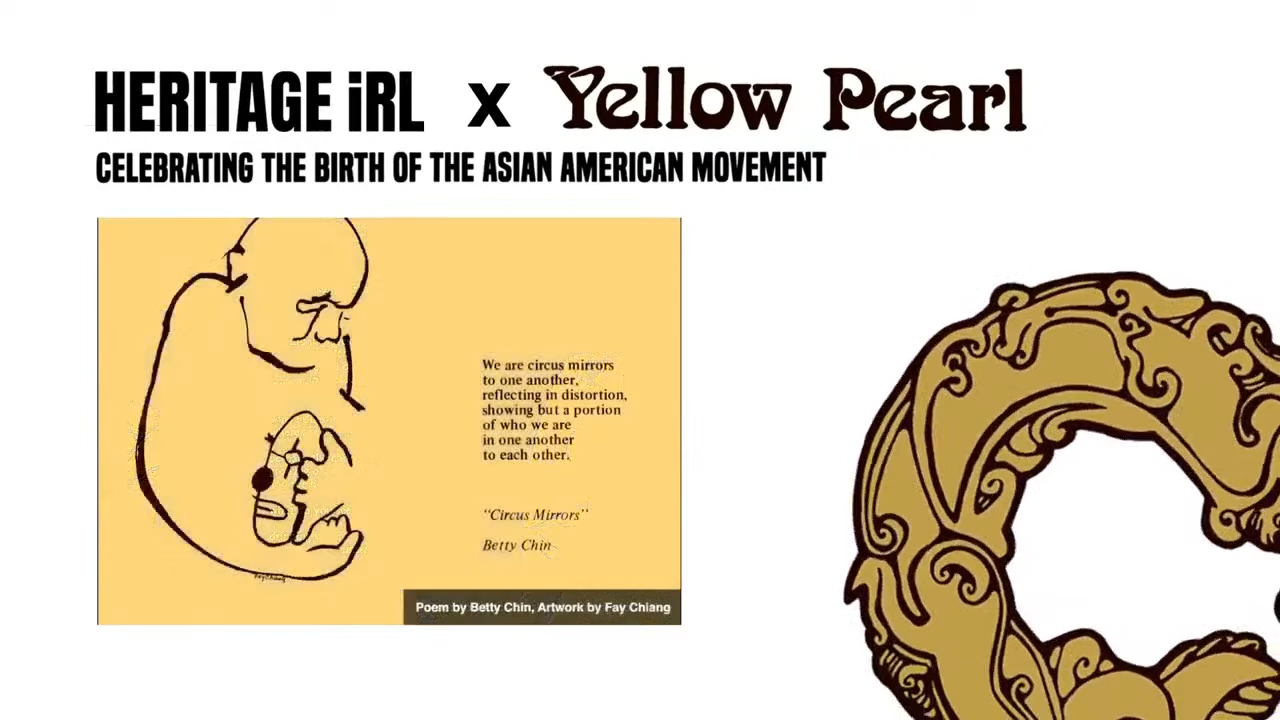 HERITAGE iRL x Yellow Pearl
CELEBRATING THE BIRTH OF THE ASIAN AMERICAN MOVEMENT
We are circus mirrors
to one another,
reflecting in distortion,
showing but a portion
of who we are
in one another
to each other.
"Circus Mirrors"
Betty Chin
Poem by Betty Chin, Artwork by Fay Chiang